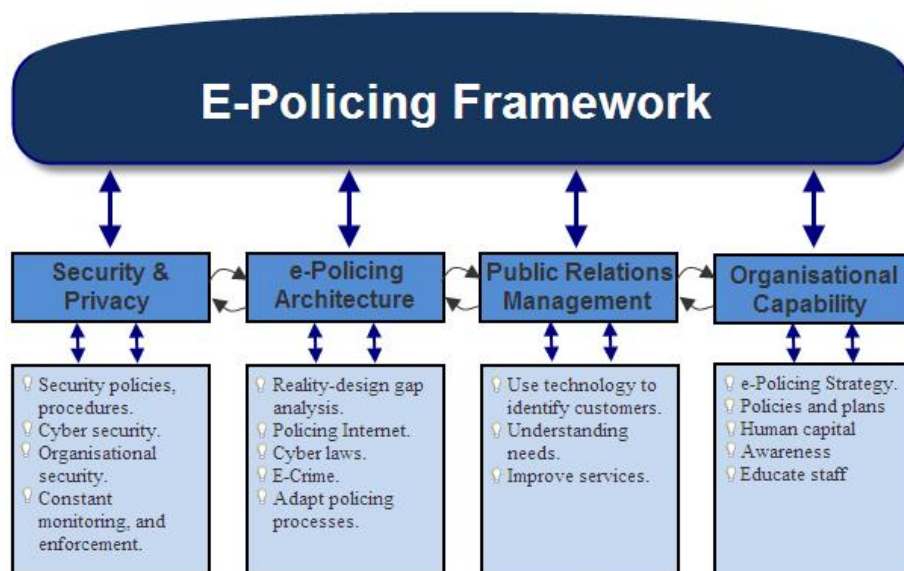 E-Policing Framework
Security &
Privacy
e-Policing
Architecture
Public Relations
Management
Organisational
Capability
Security policies,
procedures.
Cyber security.
Organisational
security.
Constant
monitoring, and
enforcement.
Reality-design gap
analysis.
Policing Internet.
Cyber laws.
E-Crime.
Adapt policing
processes.
Use technology to
identify customers.
Understanding
needs.
Improve services.
e-Policing Strategy.
Policies and plans
Human capital
Awareness
Educate staff